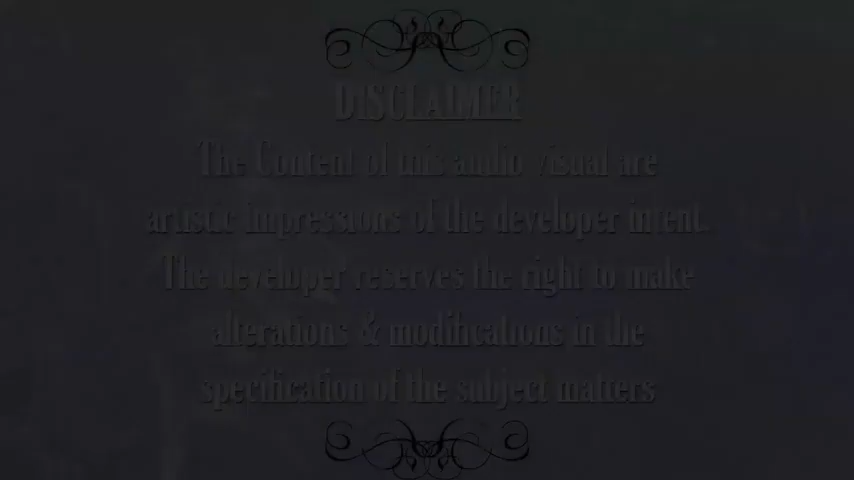 DISCLAIMER
The Content of this audio visual are
artistic impressions of the developer intent.
The developer reserves the right to make
alterations & modifications in the
specification of the subject matters